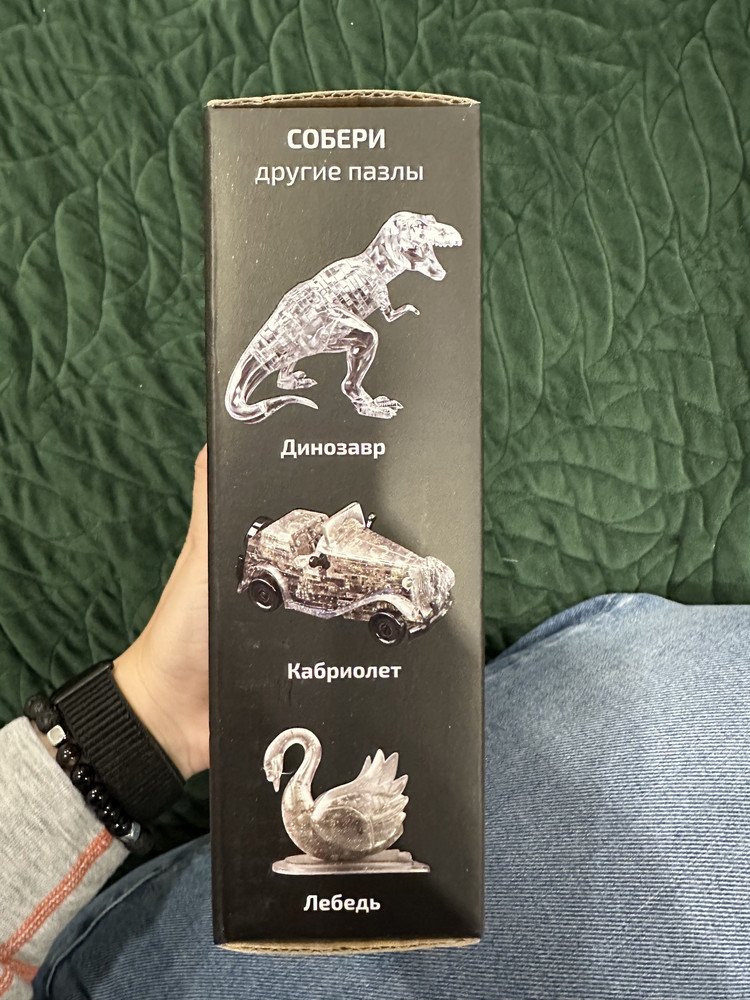 СОБЕРИ
другие пазлы
Динозавр
Кабриолет
Лебедь